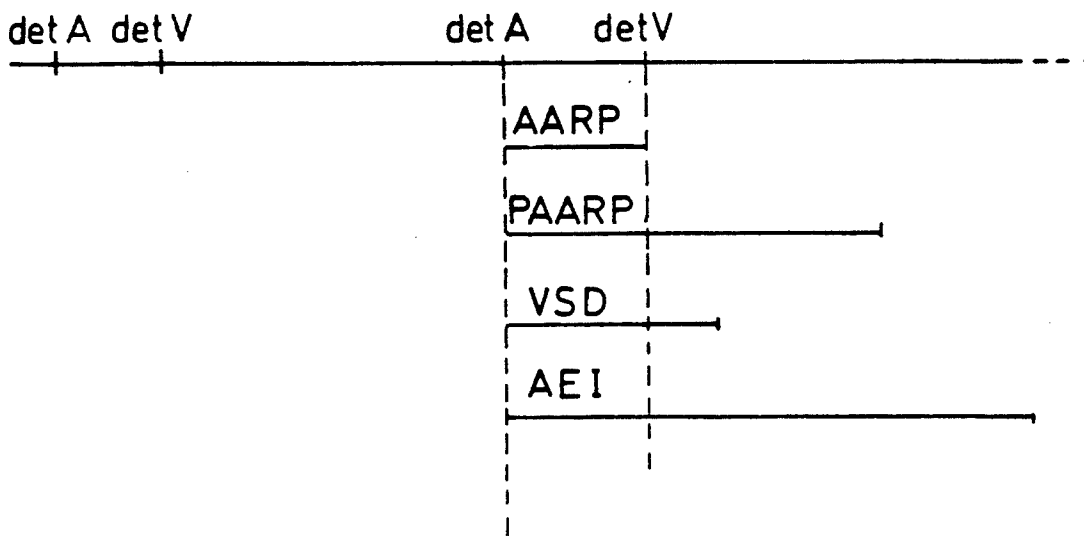 det A det V det A det V
AARP
PAARP
VSD
AEI